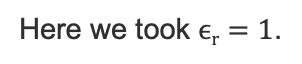 Here we took ϵᵣ = 1.